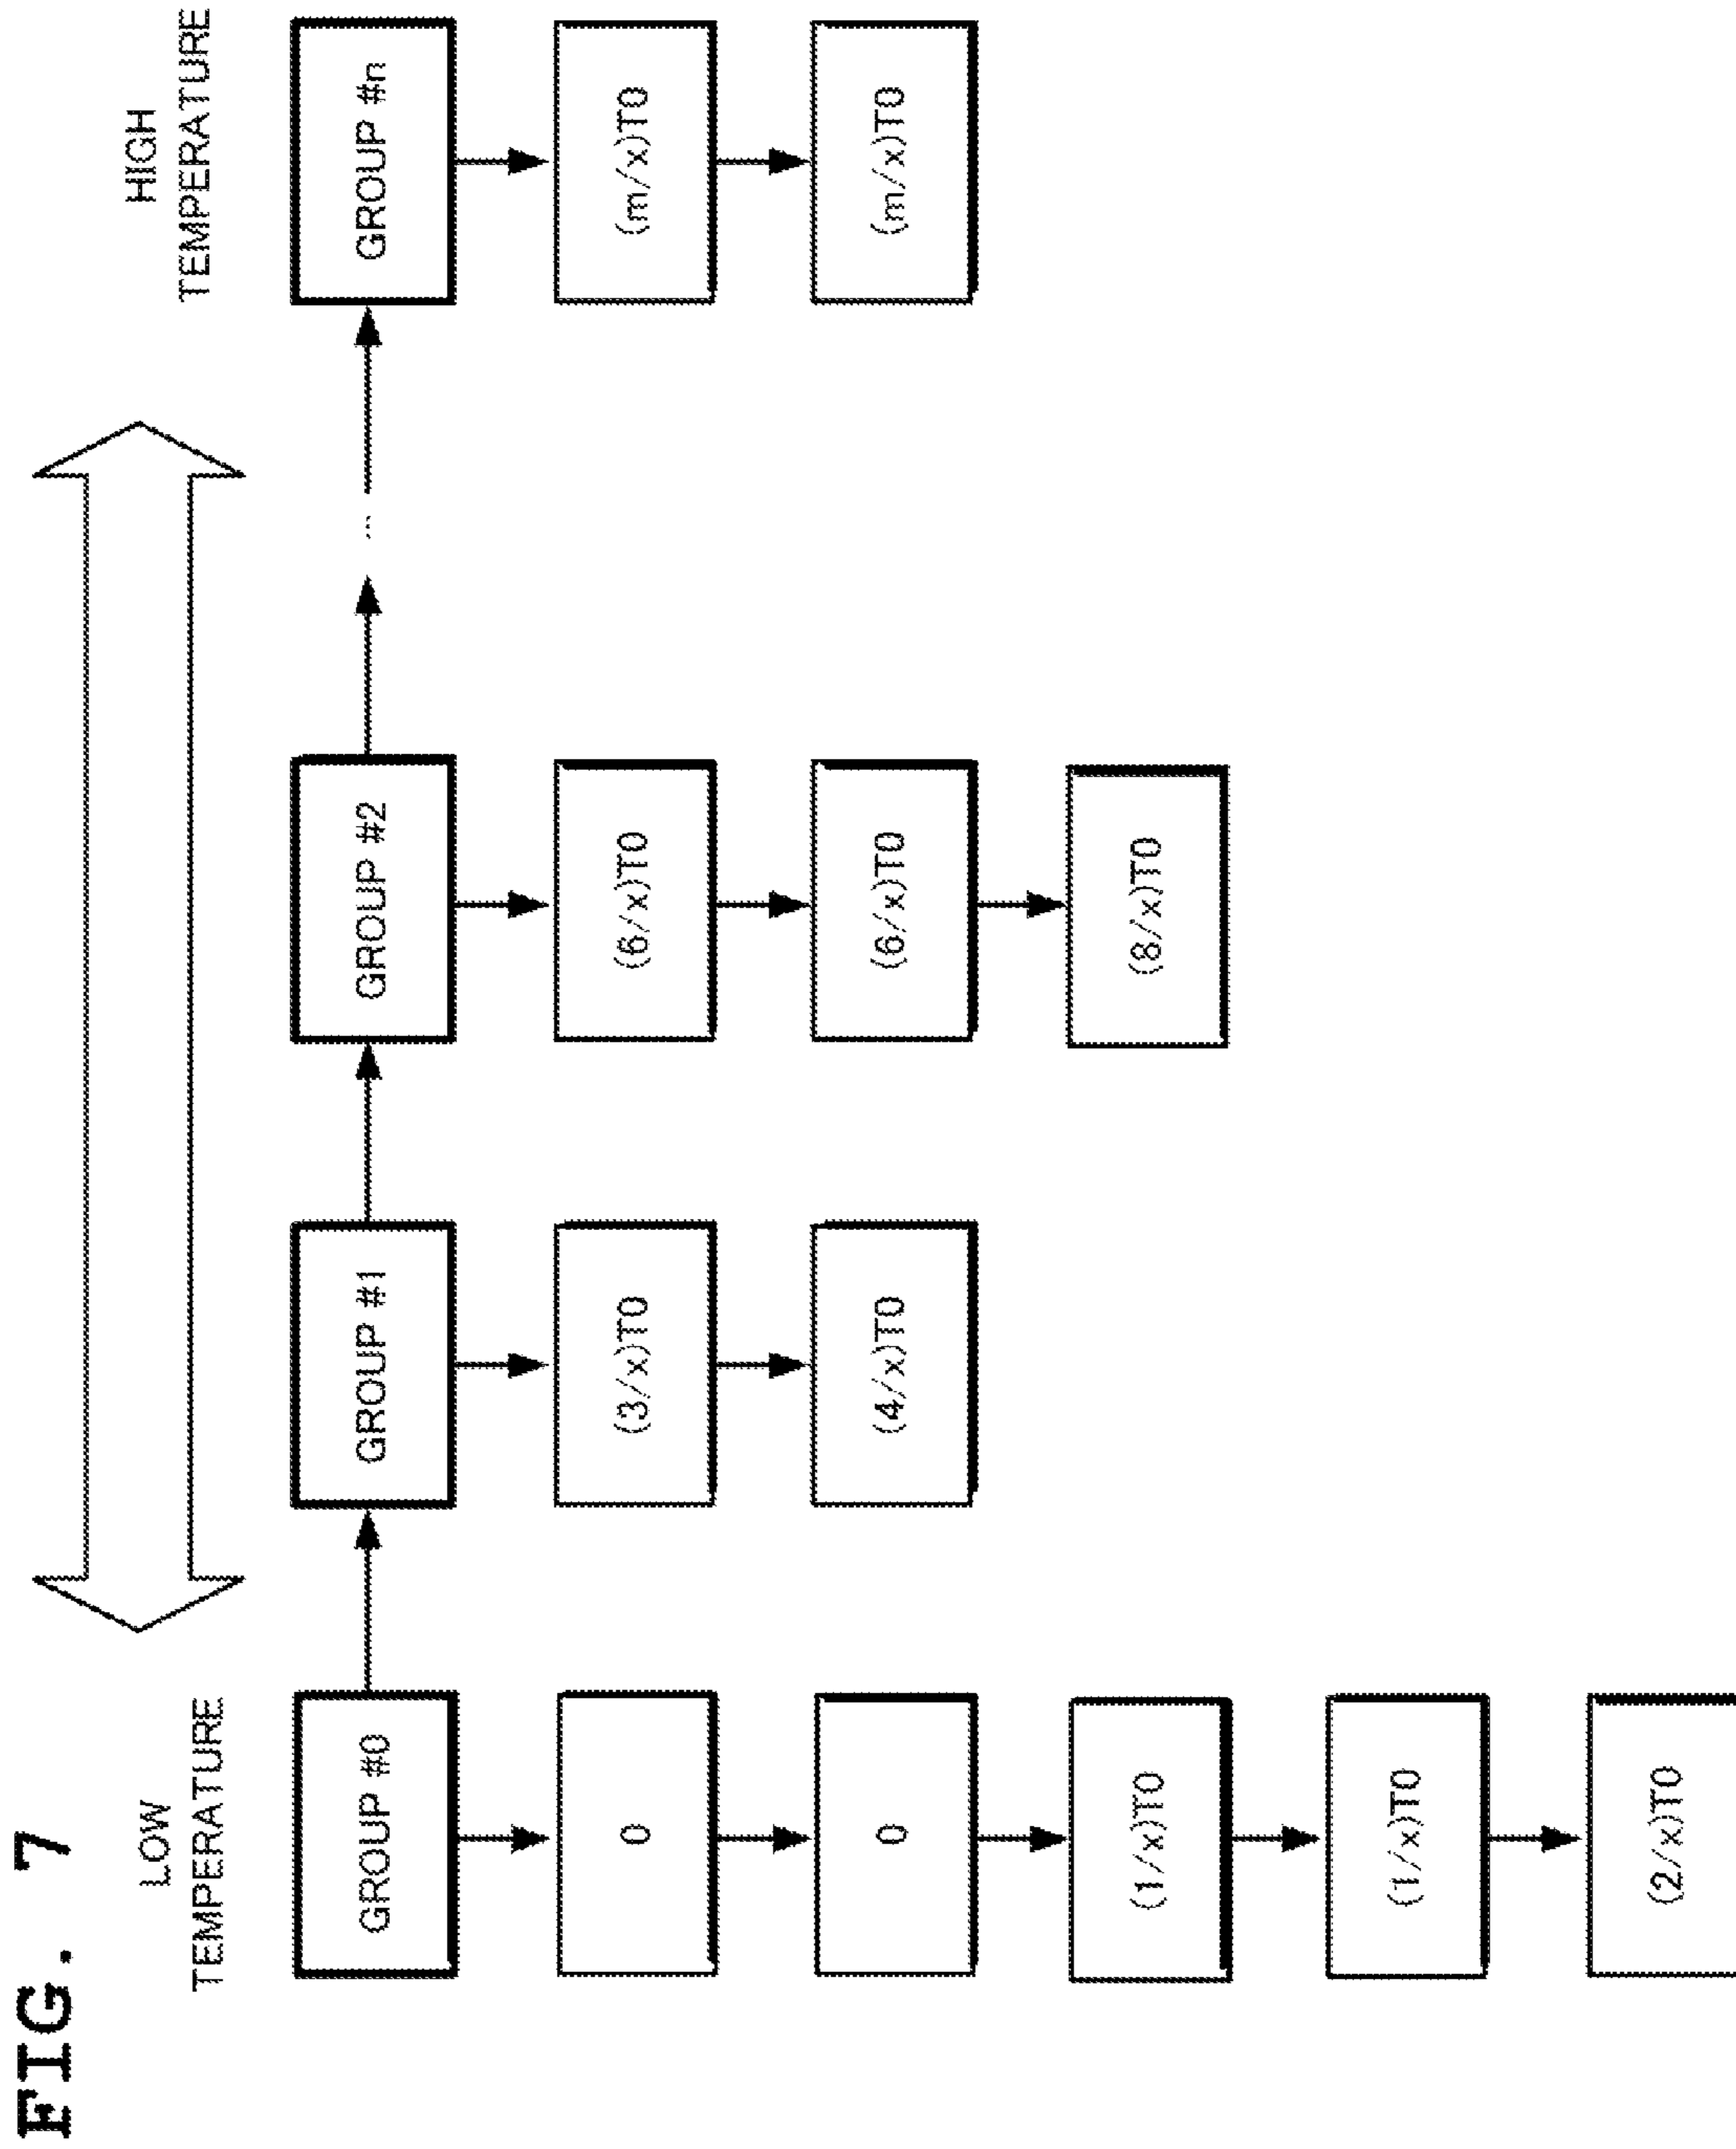 FIG. 7
LOW
TEMPERATURE
HIGH
TEMPERATURE
GROUP #0
GROUP #1
GROUP #2
...
GROUP #n
0
(3/x)T0
(6/x)T0
(m/x)T0
0
(4/x)T0
(6/x)T0
(m/x)T0
(1/x)T0
(8/x)T0
(1/x)T0
(2/x)T0